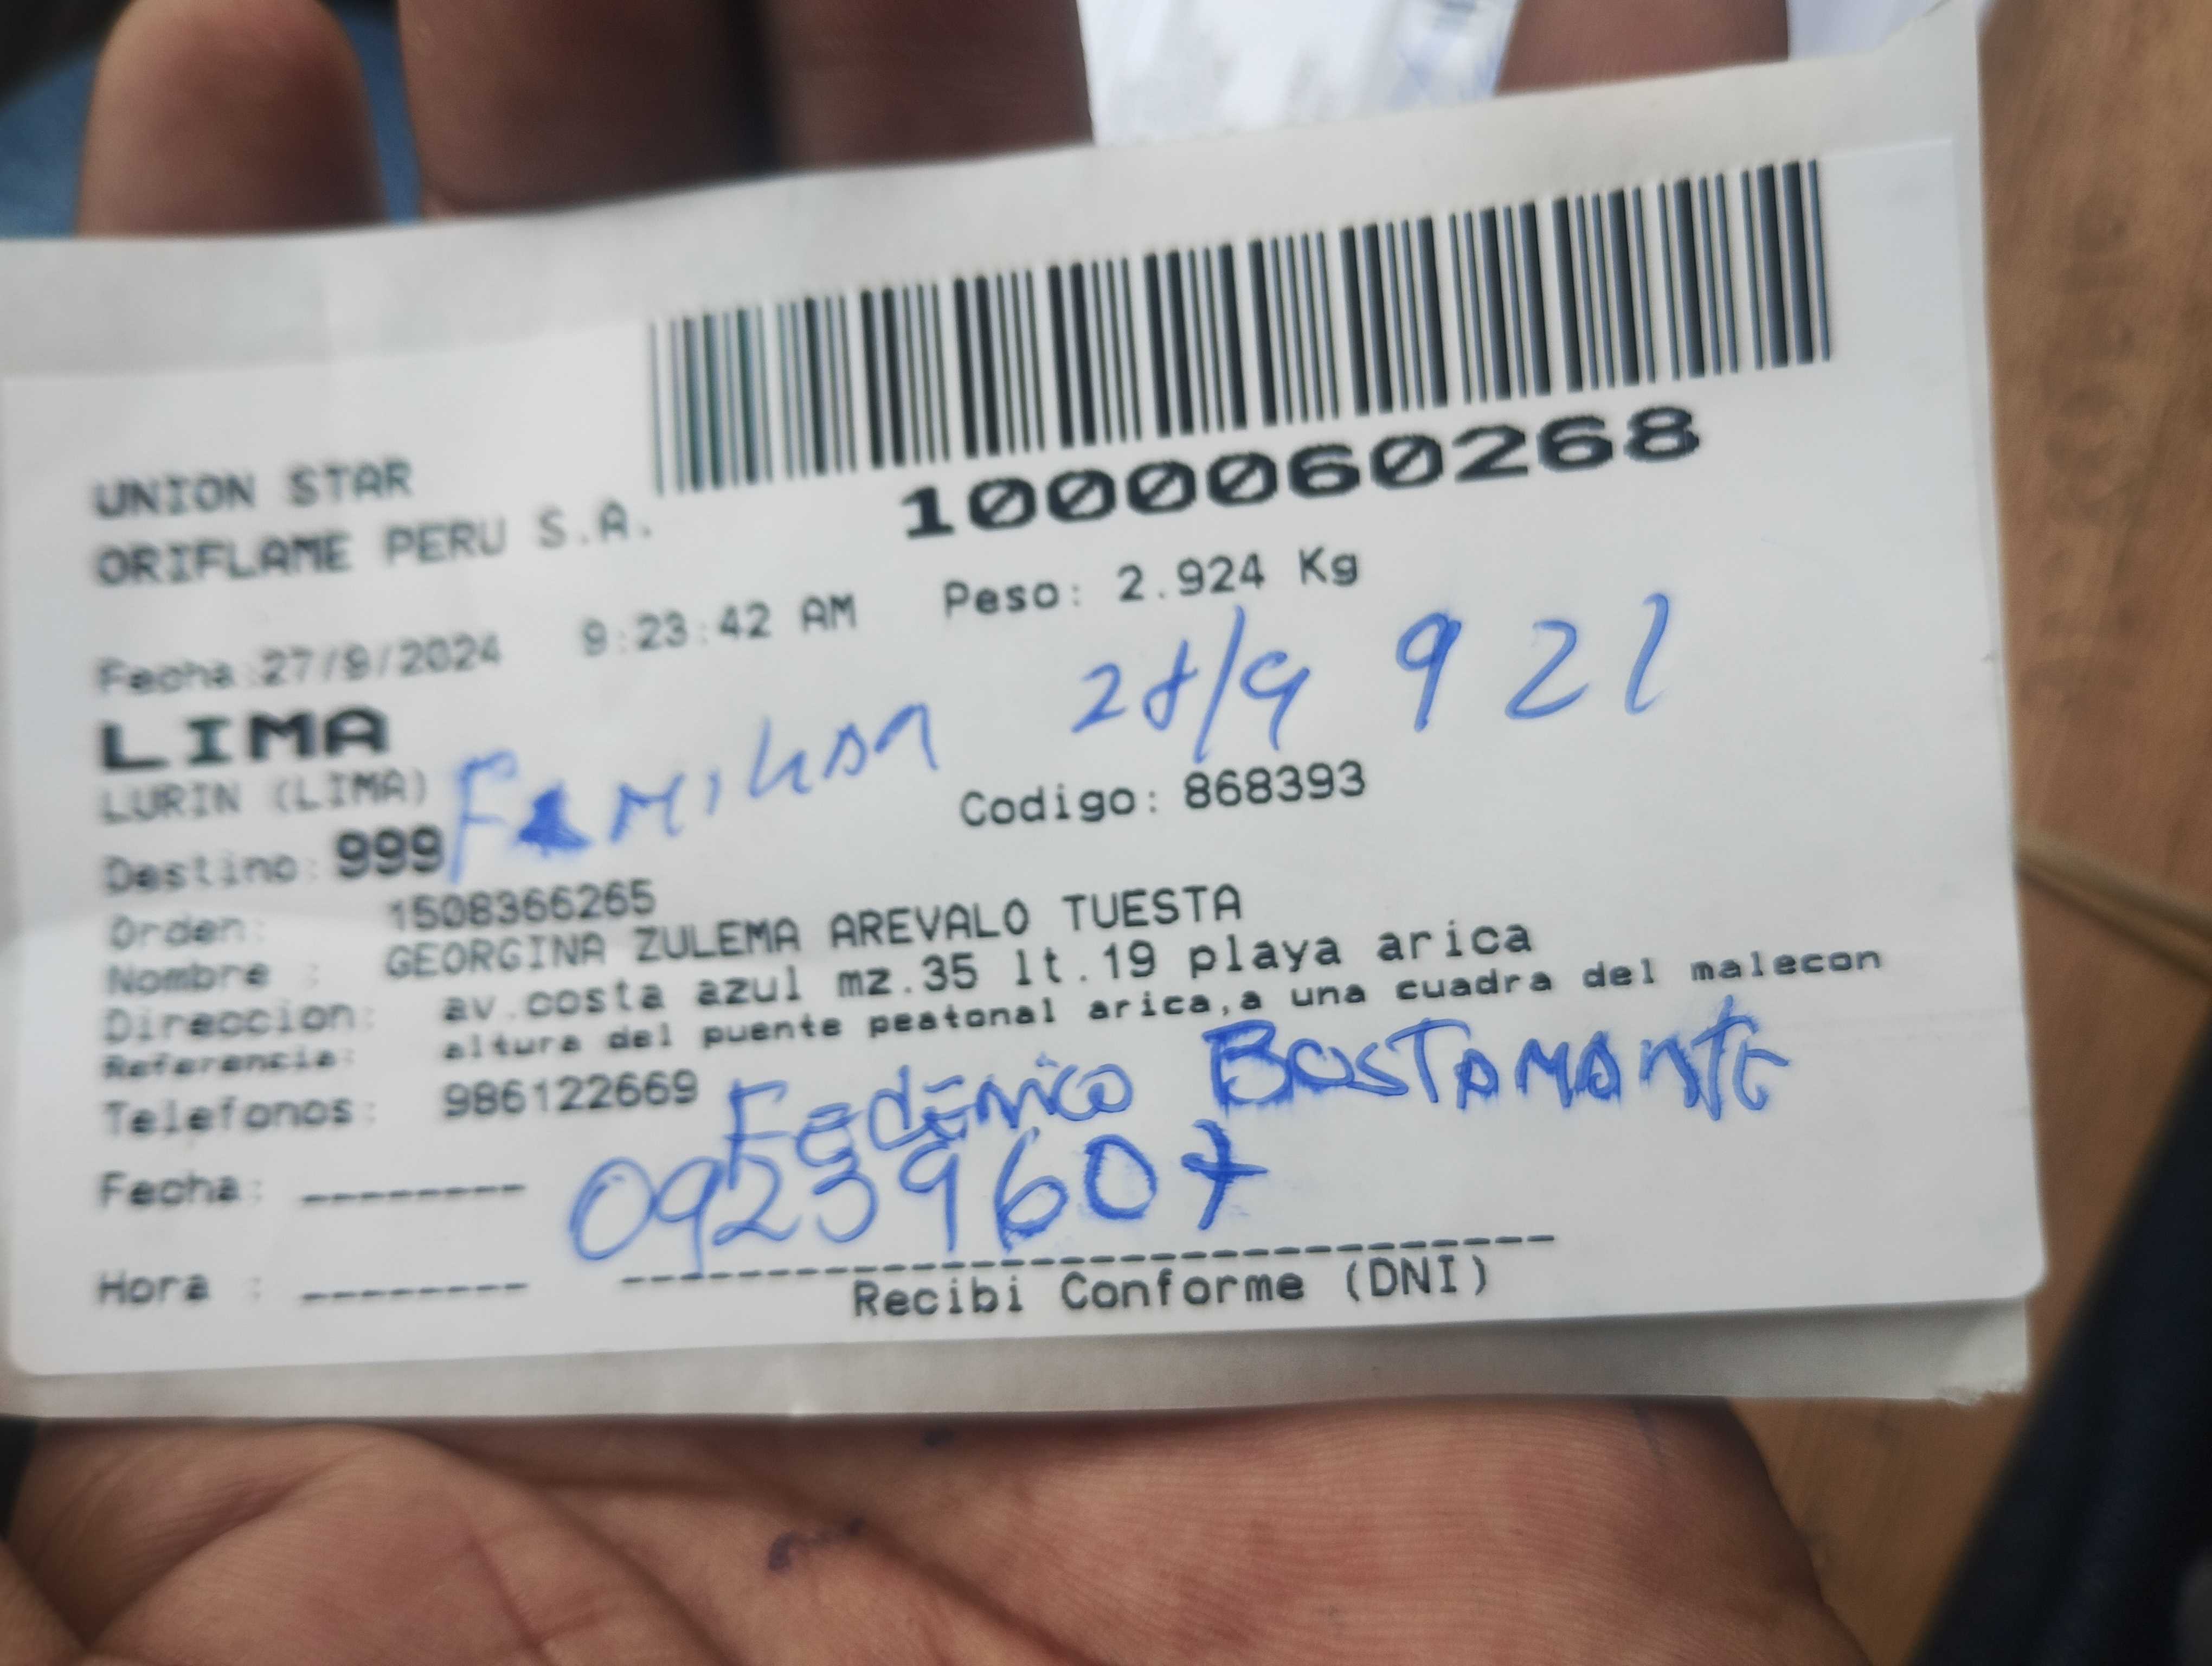 1000060268
UNION STAR
ORIFLAME PERU S.A.
Fecha:27/9/2024 9:23:42 AM Peso: 2.924 Kg
LIMA
28/9 9 21
LURIN (LIMA)
Destino: 999 Codigo: 868393
Orden: 1508366265
Nombre : GEORGINA ZULEMA AREVALO TUESTA
Direccion: av.costa azul mz.35 lt.19 playa arica
Referencia: altura del puente peatonal arica,a una cuadra del malecon
Telefonos: 986122669
Federico BUSTAMANTE
Fecha: --------
09239607
Hora : --------
Recibi Conforme (DNI)